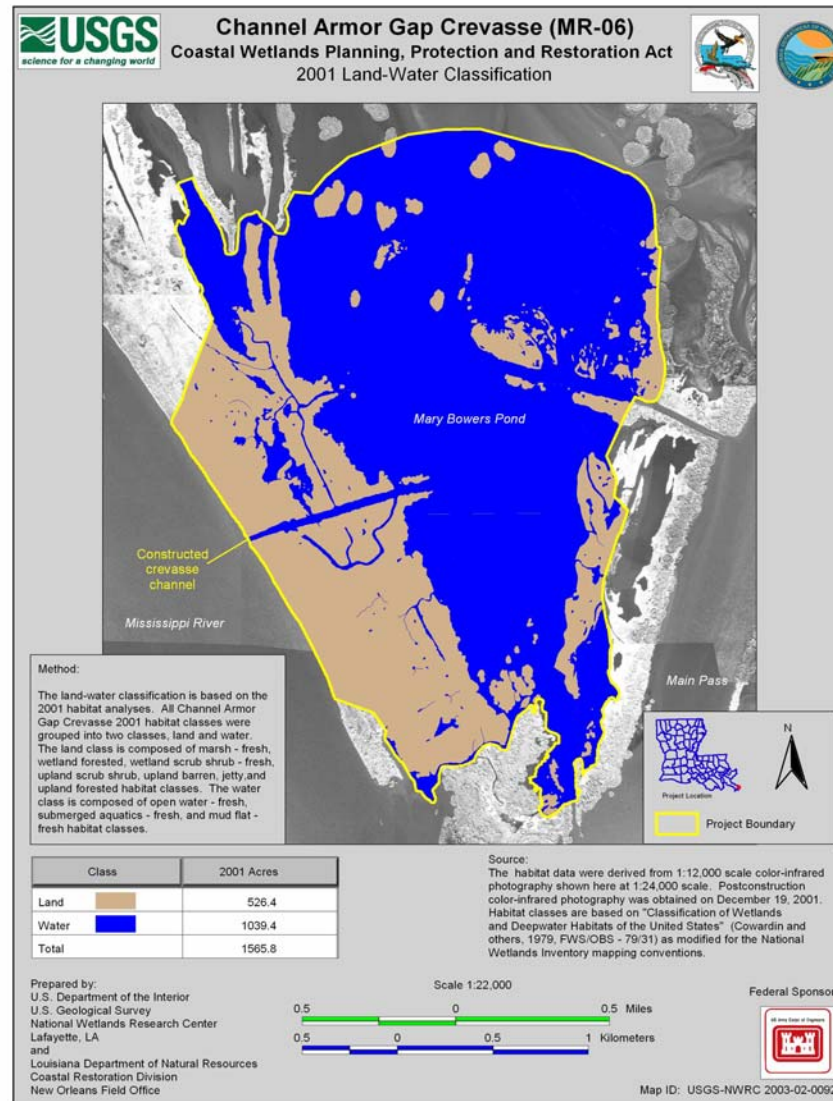 USGS
science for a changing world
Channel Armor Gap Crevasse (MR-06)
Coastal Wetlands Planning, Protection and Restoration Act
2001 Land-Water Classification
Mary Bowers Pond
Constructed
crevasse
channel
Mississippi River
Main Pass
Method:
The land-water classification is based on the
2001 habitat analyses. All Channel Armor
Gap Crevasse 2001 habitat classes were
grouped into two classes, land and water.
The land class is composed of marsh - fresh,
wetland forested, wetland scrub shrub - fresh,
upland scrub shrub, upland barren, jetty,and
upland forested habitat classes. The water
class is composed of open water - fresh,
submerged aquatics - fresh, and mud flat -
fresh habitat classes.
N
Project Location
Project Boundary
Class 2001 Acres
Land 526.4
Water 1039.4
Total 1565.8
Source:
The habitat data were derived from 1:12,000 scale color-infrared
photography shown here at 1:24,000 scale. Postconstruction
color-infrared photography was obtained on December 19, 2001.
Habitat classes are based on "Classification of Wetlands
and Deepwater Habitats of the United States" (Cowardin and
others, 1979, FWS/OBS - 79/31) as modified for the National
Wetlands Inventory mapping conventions.
Prepared by:
U.S. Department of the Interior
U.S. Geological Survey
National Wetlands Research Center
Lafayette, LA
and
Louisiana Department of Natural Resources
Coastal Restoration Division
New Orleans Field Office
Scale 1:22,000
0.5 0 0.5 Miles
0.5 0 0.5 1 Kilometers
Federal Sponsor
US Army Corps of Engineers
Map ID: USGS-NWRC 2003-02-0092